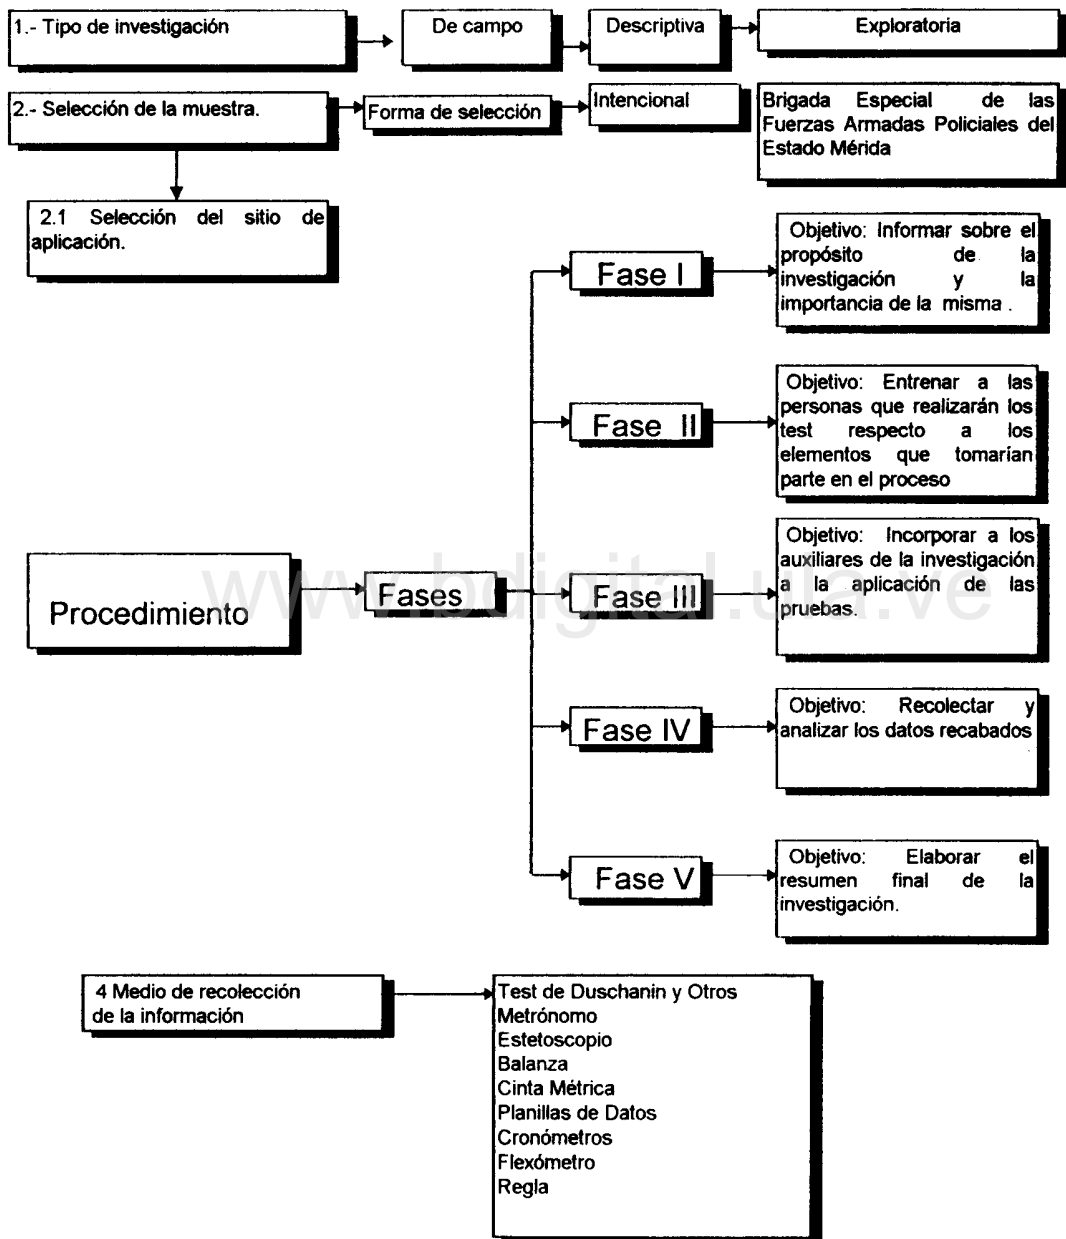 1.- Tipo de investigación
De campo
Descriptiva
Exploratoria
2.- Selección de la muestra.
Forma de selección
Intencional
Brigada Especial de las
Fuerzas Armadas Policiales del
Estado Mérida
2.1 Selección del sitio de
aplicación.
Procedimiento
Fases
Fase I
Objetivo: Informar sobre el
propósito de la
investigación y la
importancia de la misma .
Fase II
Objetivo: Entrenar a las
personas que realizarán los
test respecto a los
elementos que tomarían
parte en el proceso
Fase III
Objetivo: Incorporar a los
auxiliares de la investigación
a la aplicación de las
pruebas.
Fase IV
Objetivo: Recolectar y
analizar los datos recabados
Fase V
Objetivo: Elaborar el
resumen final de la
investigación.
4 Medio de recolección
de la información
Test de Duschanin y Otros
Metrónomo
Estetoscopio
Balanza
Cinta Métrica
Planillas de Datos
Cronómetros
Flexómetro
Regla
www.bdigital.ula.ve